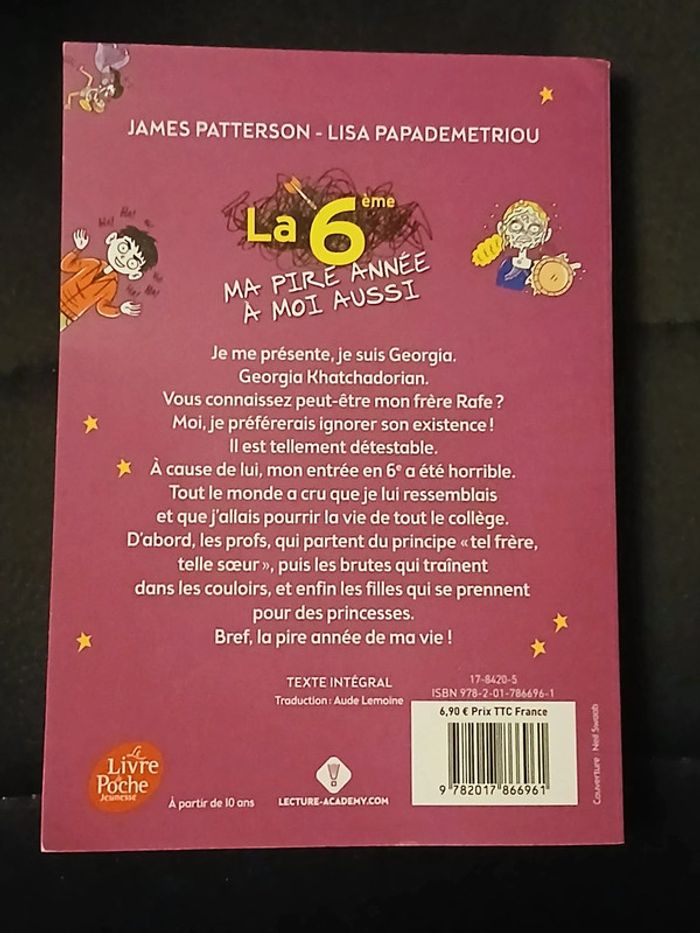 JAMES PATTERSON - LISA PAPADEMETRIOU
La 6ème
MA PIRE ANNÉE
À MOI AUSSI
Je me présente, je suis Georgia.
Georgia Khatchadorian.
Vous connaissez peut-être mon frère Rafe ?
Moi, je préférerais ignorer son existence !
Il est tellement détestable.
À cause de lui, mon entrée en 6e a été horrible.
Tout le monde a cru que je lui ressemblais
et que j'allais pourrir la vie de tout le collège.
D'abord, les profs, qui partent du principe « tel frère,
telle sœur », puis les brutes qui traînent
dans les couloirs, et enfin les filles qui se prennent
pour des princesses.
Bref, la pire année de ma vie !
TEXTE INTÉGRAL
Traduction : Aude Lemoine
17-8420-5
ISBN 978-2-01-786696-1
6,90 € Prix TTC France
9 782017 866961
Couverture : Neil Swaab
Le
Livre
de
Poche
Jeunesse
À partir de 10 ans
LECTURE-ACADEMY.COM